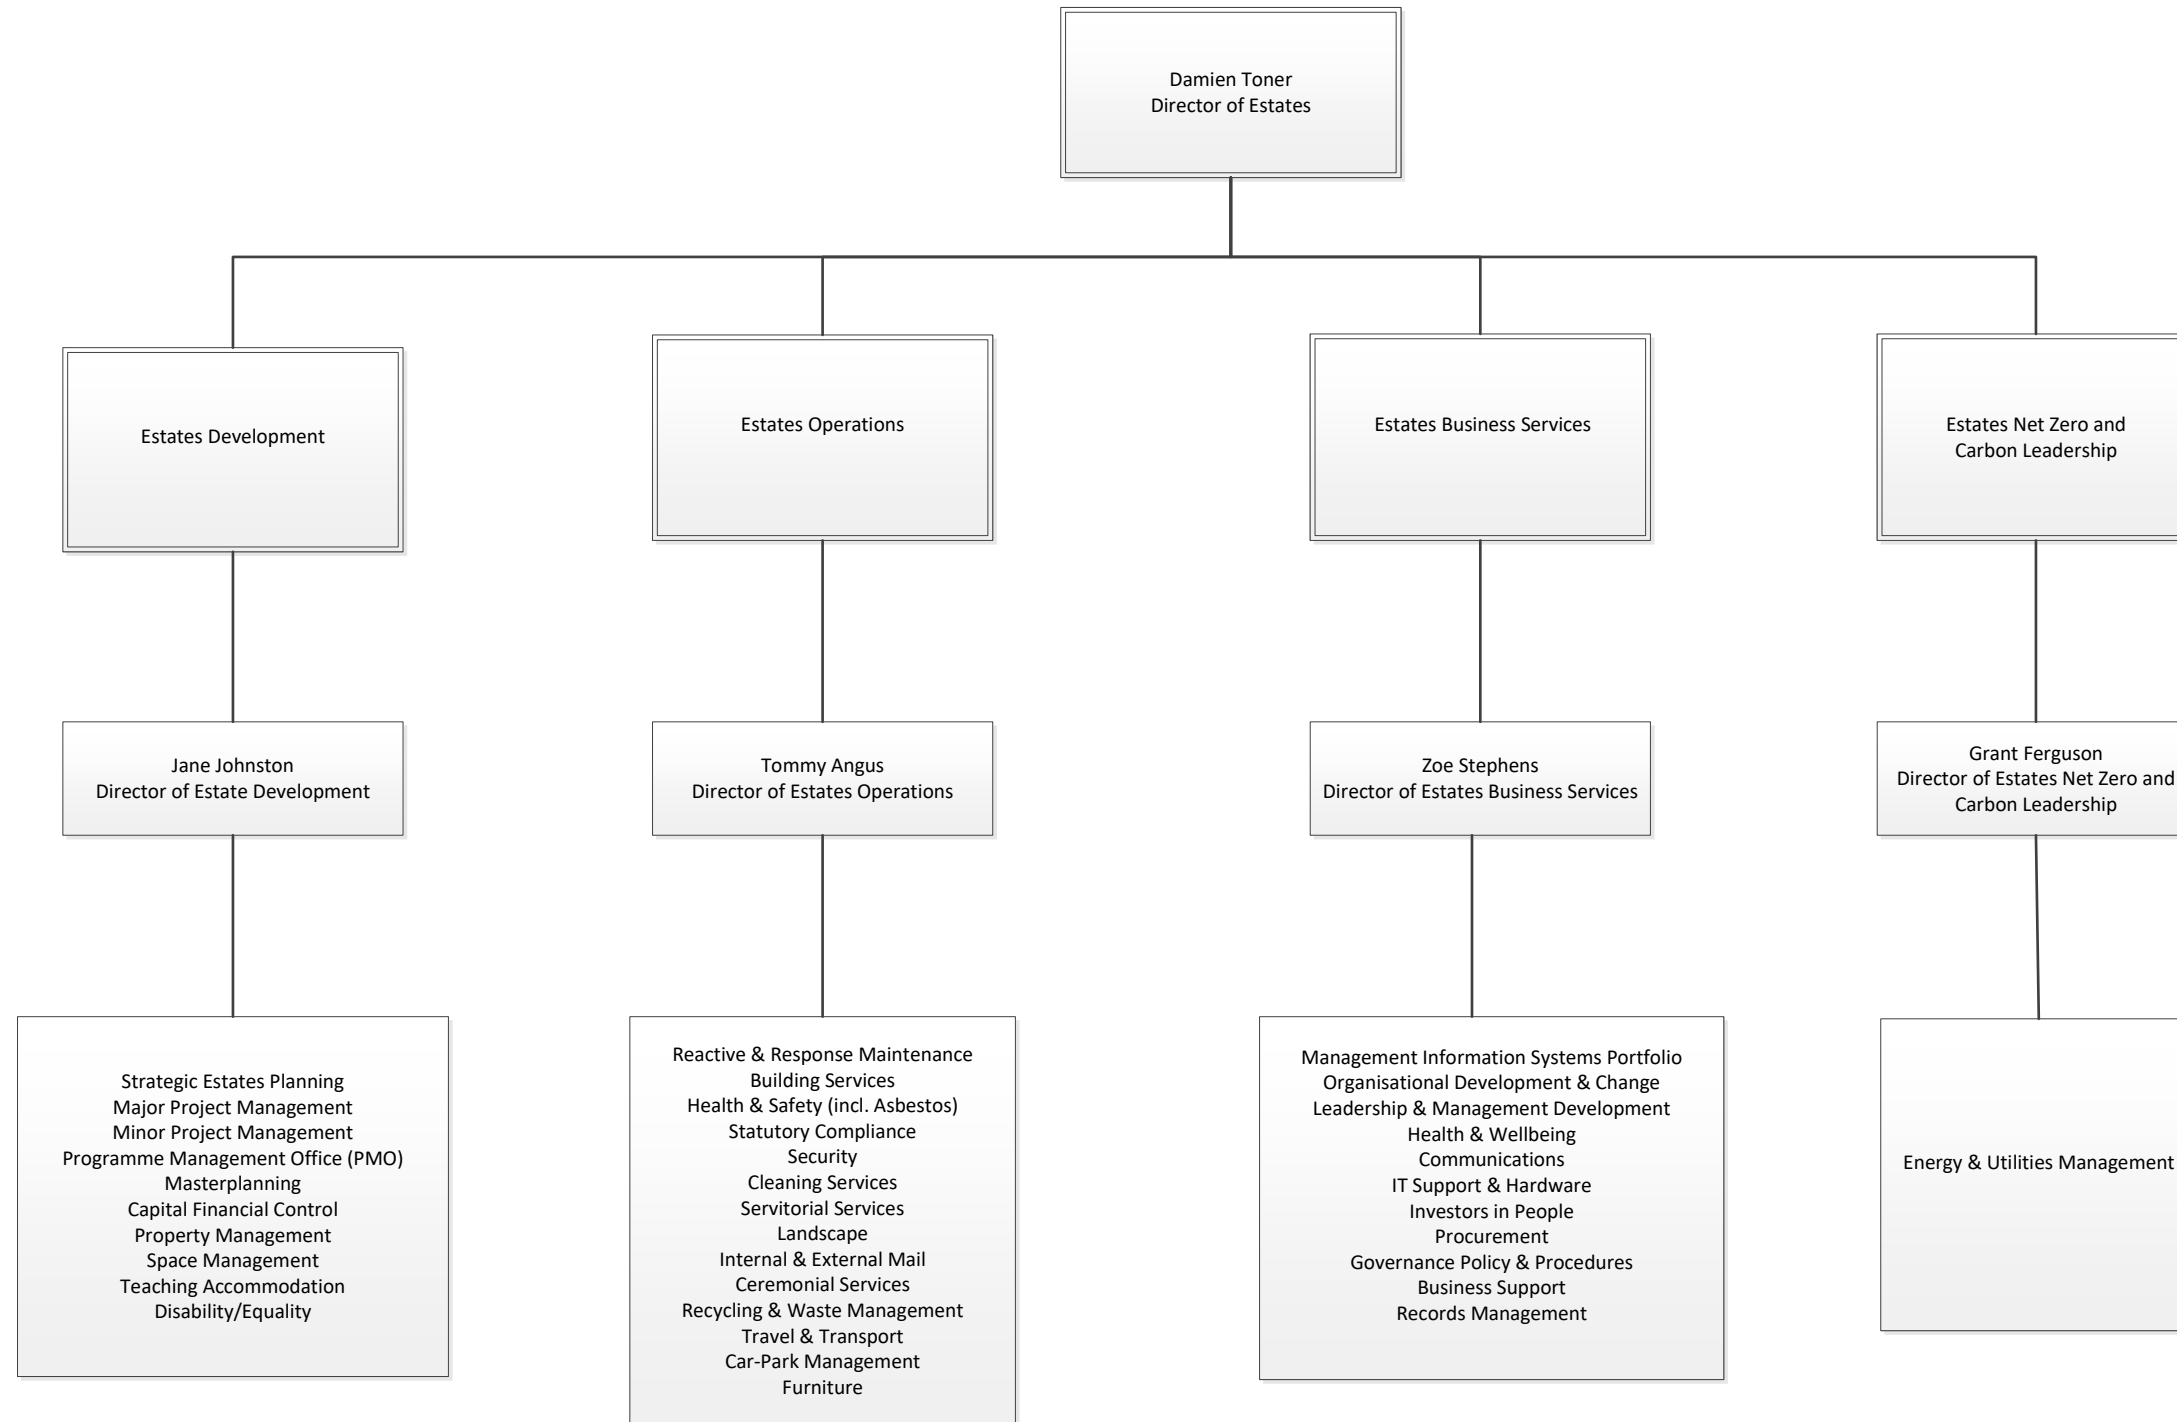 Damien Toner
Director of Estates
Estates Development
Estates Operations
Estates Business Services
Estates Net Zero and
Carbon Leadership
Jane Johnston
Director of Estate Development
Tommy Angus
Director of Estates Operations
Zoe Stephens
Director of Estates Business Services
Grant Ferguson
Director of Estates Net Zero and
Carbon Leadership
Strategic Estates Planning
Major Project Management
Minor Project Management
Programme Management Office (PMO)
Masterplanning
Capital Financial Control
Property Management
Space Management
Teaching Accommodation
Disability/Equality
Reactive & Response Maintenance
Building Services
Health & Safety (incl. Asbestos)
Statutory Compliance
Security
Cleaning Services
Servitorial Services
Landscape
Internal & External Mail
Ceremonial Services
Recycling & Waste Management
Travel & Transport
Car-Park Management
Furniture
Management Information Systems Portfolio
Organisational Development & Change
Leadership & Management Development
Health & Wellbeing
Communications
IT Support & Hardware
Investors in People
Procurement
Governance Policy & Procedures
Business Support
Records Management
Energy & Utilities Management